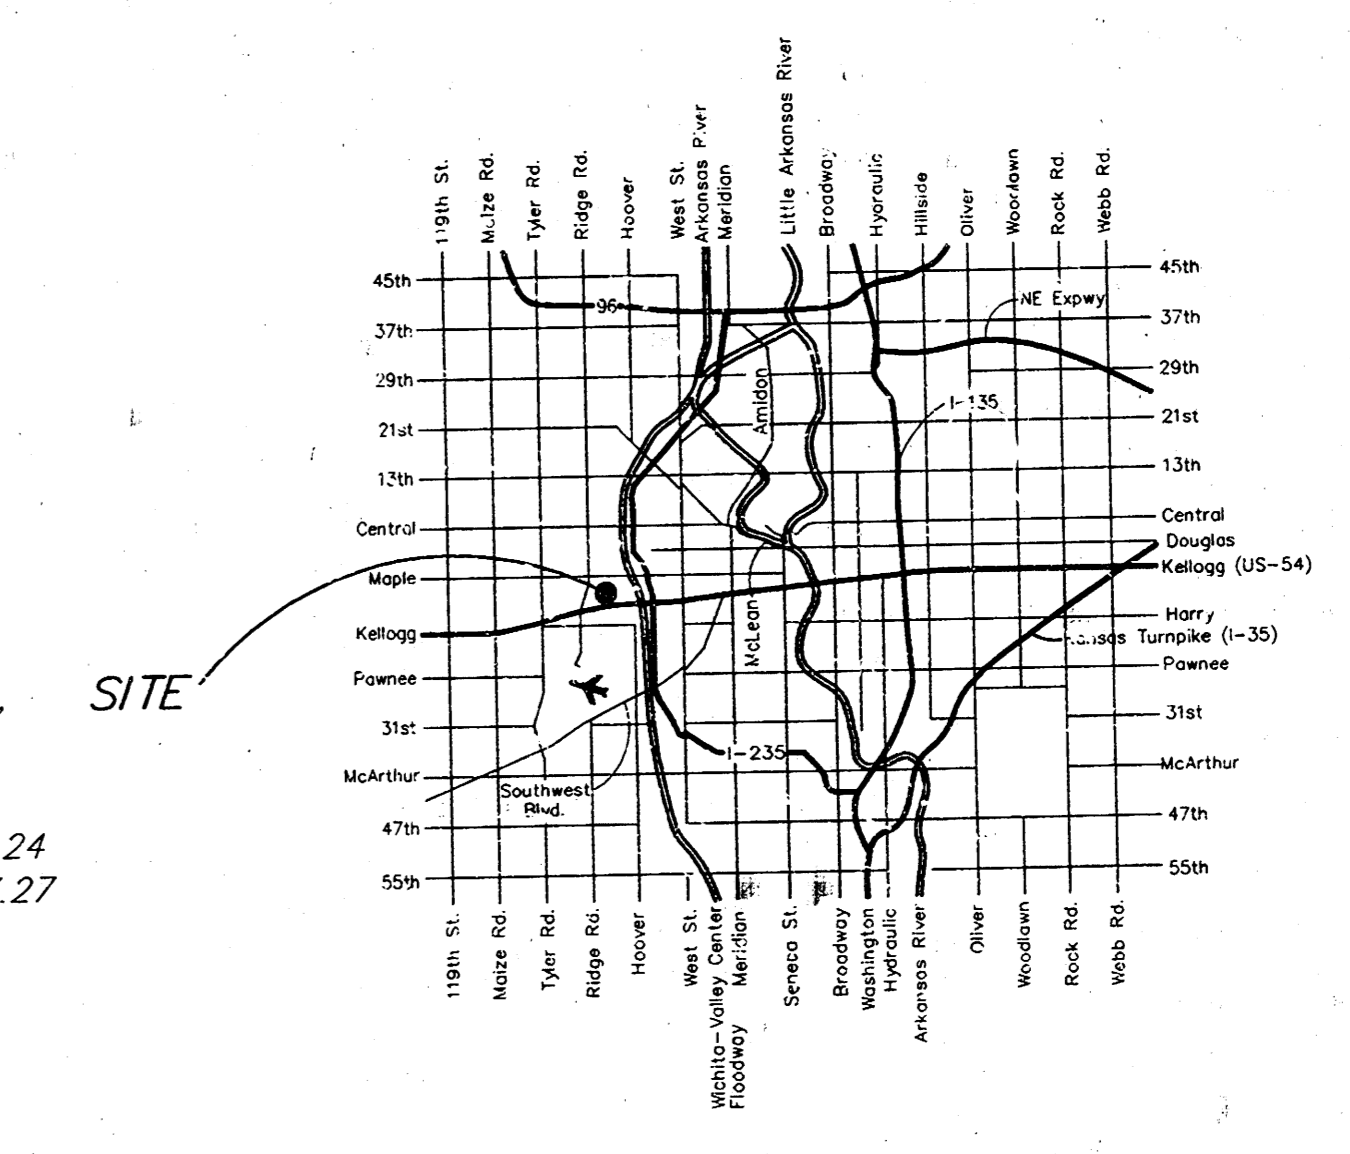 119th St.
Maize Rd.
Tyler Rd.
Ridge Rd.
Hoover
West St.
Arkansas River
Meridian
Little Arkansas River
Broadway
Hydraulic
Hillside
Oliver
Woodlawn
Rock Rd.
Webb Rd.
45th
45th
96
NE Expwy
37th
37th
29th
29th
Amidon
I-135
21st
21st
13th
13th
Central
Central
Douglas
Maple
Kellogg (US-54)
McLean
Harry
Kellogg
Kansas Turnpike (I-35)
Pawnee
Pawnee
SITE
31st
31st
I-235
McArthur
McArthur
Southwest
Blvd.
47th
47th
24
.27
55th
55th
119th St.
Maize Rd.
Tyler Rd.
Ridge Rd.
Hoover
West St.
Wichita-Valley Center
Floodway
Meridian
Seneca St.
Broadway
Washington
Hydraulic
Arkansas River
Oliver
Woodlawn
Rock Rd.
Webb Rd.